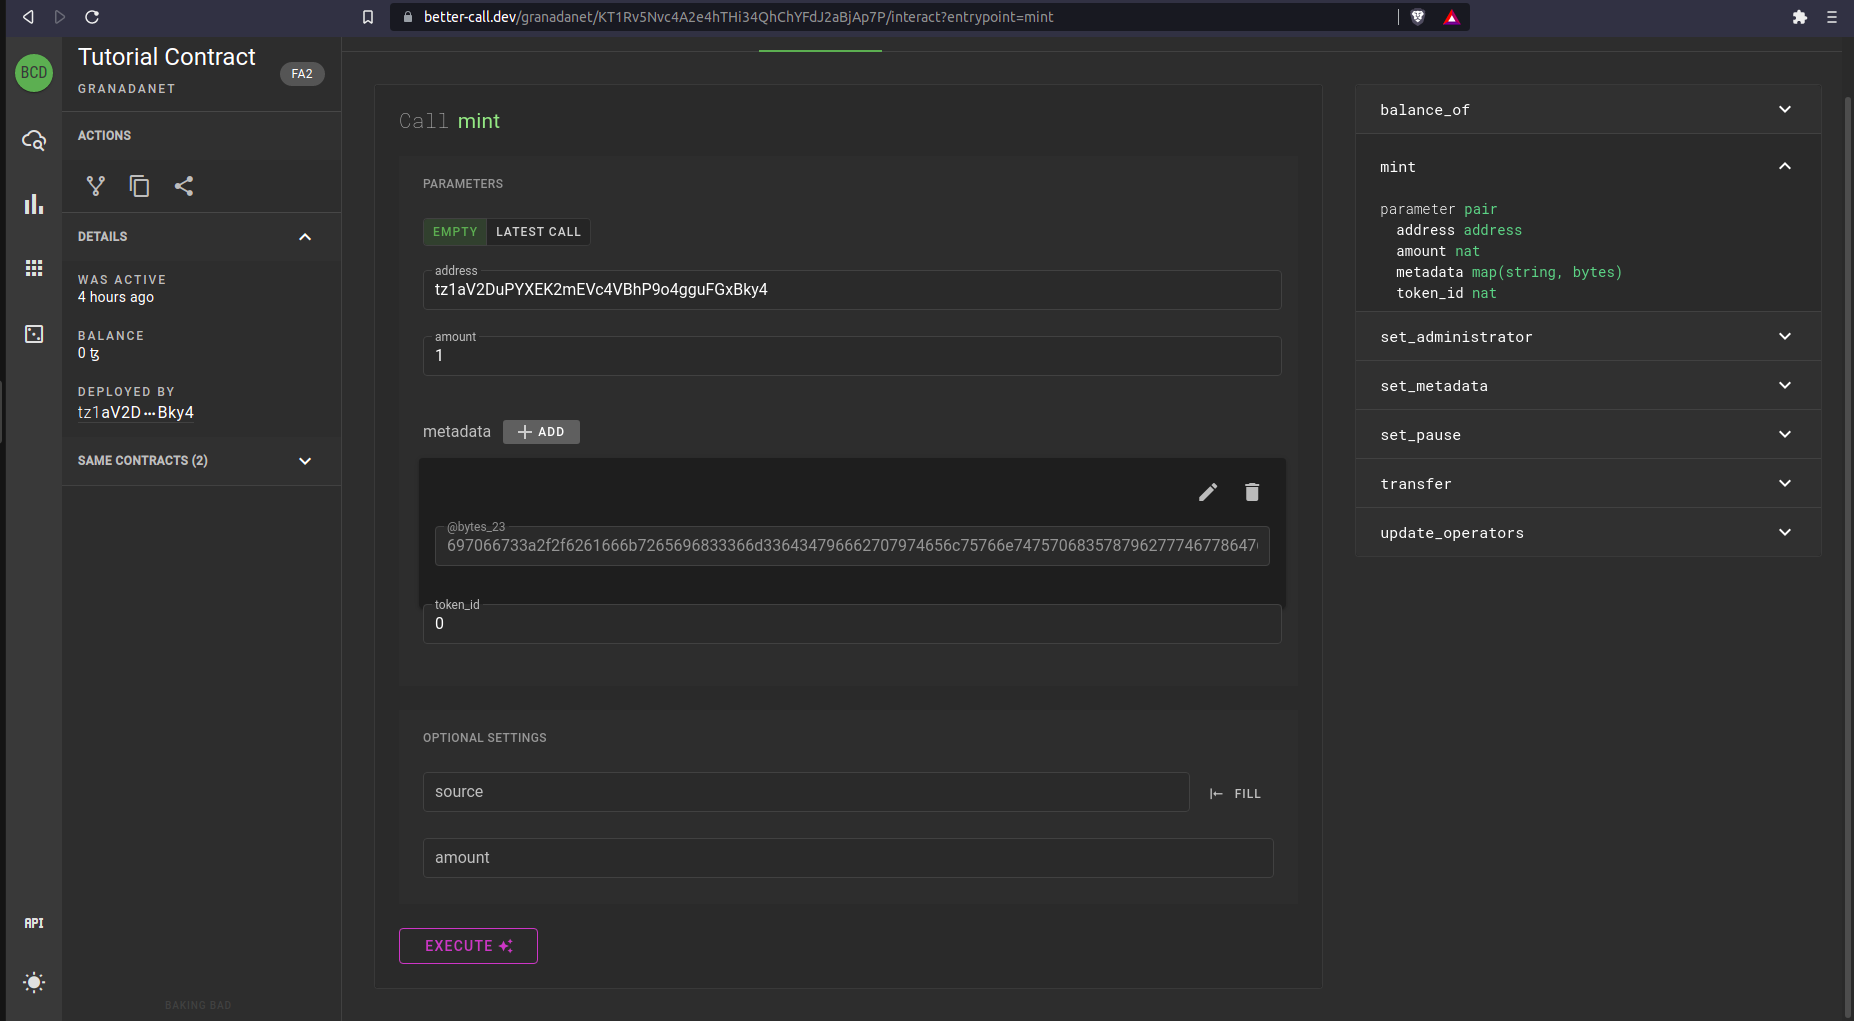 better-call.dev/granadanet/KT1Rv5Nvc4A2e4hTHi34QhChYFdJ2aBjAp7P/interact?entrypoint=mint
BCD
Tutorial Contract
FA2
GRANADANET
ACTIONS
DETAILS
WAS ACTIVE
4 hours ago
BALANCE
0 ꜩ
DEPLOYED BY
tz1aV2D···Bky4
SAME CONTRACTS (2)
API
BAKING BAD
Call mint
PARAMETERS
EMPTY
LATEST CALL
address
tz1aV2DuPYXEK2mEVc4VBhP9o4gguFGxBky4
amount
1
metadata
ADD
@bytes_23
697066733a2f2f6261666b7265696833366d336434796662707974656c75766e747570683578796277746778647
token_id
0
OPTIONAL SETTINGS
source
FILL
amount
EXECUTE
balance_of
mint
parameter pair
address address
amount nat
metadata map(string, bytes)
token_id nat
set_administrator
set_metadata
set_pause
transfer
update_operators